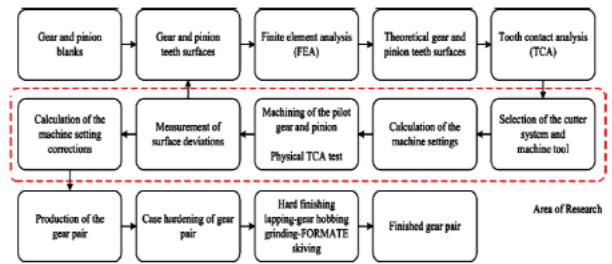 Gear and pinion
blanks
Gear and pinion
teeth surfaces
Finite element analysis
(FEA)
Theoretical gear and
pinion teeth surfaces
Tooth contact analysis
(TCA)
Calculation of the
machine setting
corrections
Measurement of
surface deviations
Machining of the pilot
gear and pinion
Physical TCA test
Calculation of the
machine settings
Selection of the cutter
system and
machine tool
Area of Research
Production of the
gear pair
Case hardening of gear
pair
Hard finishing
lapping-gear hobbing
grinding-FORMATE
skiving
Finished gear pair